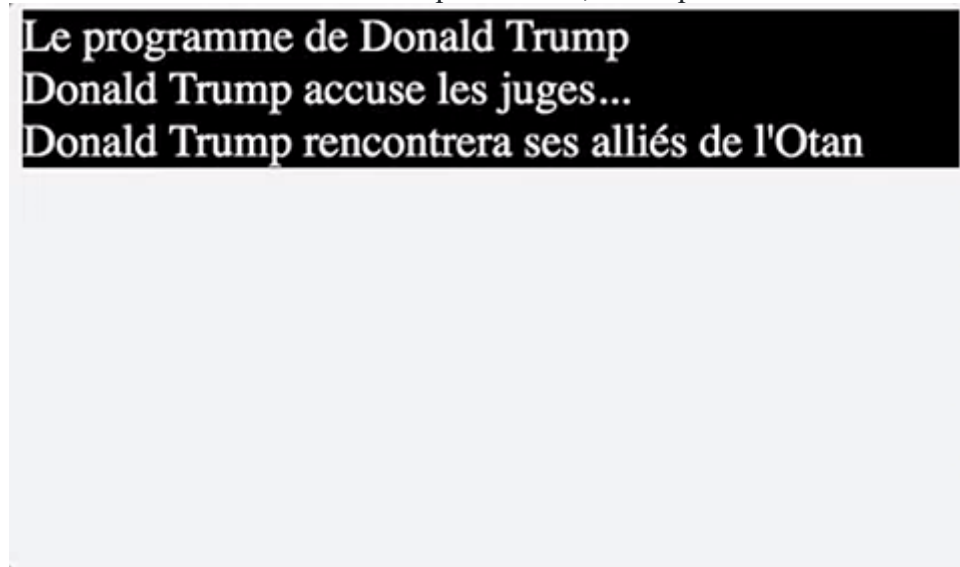 Le programme de Donald Trump
Donald Trump accuse les juges...
Donald Trump rencontrera ses alliés de l'Otan